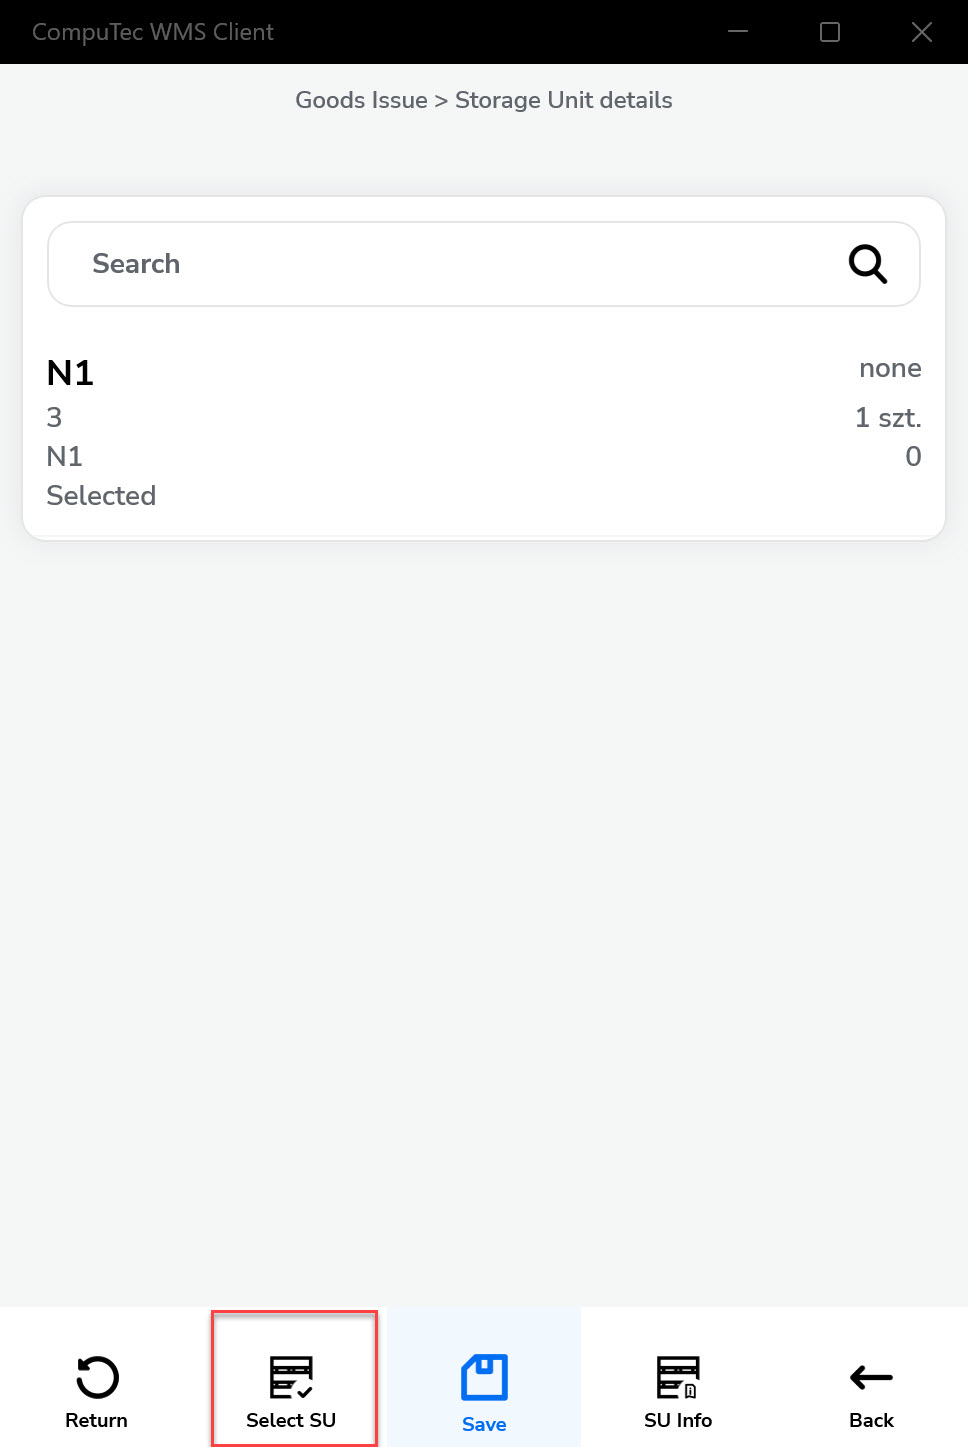 CompuTec WMS Client
Goods Issue > Storage Unit details
Search
N1 none
3 1 szt.
N1 0
Selected
Return Select SU Save SU Info Back